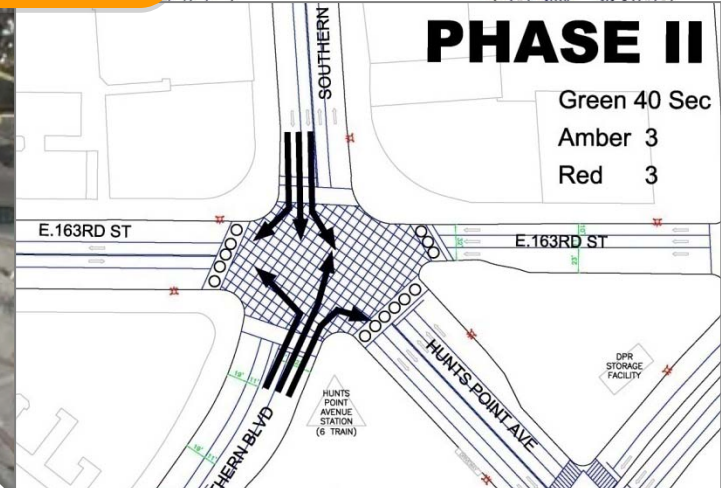 PHASE II
Green 40 Sec
Amber 3
Red 3
SOUTHERN
E.163RD ST
E.163RD ST
HUNTS POINT AVE
DPR
STORAGE
FACILITY
HUNTS
POINT
AVENUE
STATION
(6 TRAIN)
THERN BLVD